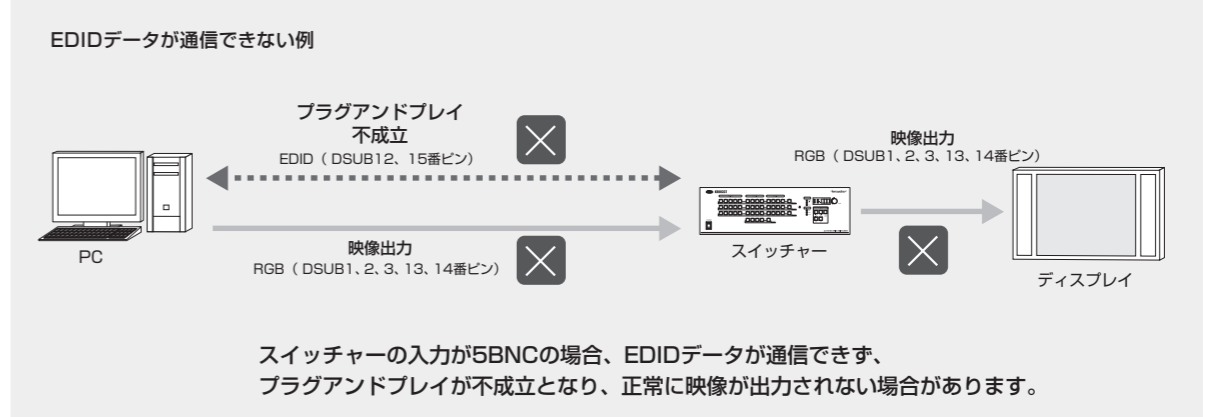 EDIDデータが通信できない例
プラグアンドプレイ
不成立
EDID（DSUB12、15番ピン）
映像出力
RGB（DSUB1、2、3、13、14番ピン）
PC
映像出力
RGB（DSUB1、2、3、13、14番ピン）
スイッチャー
ディスプレイ
スイッチャーの入力が5BNCの場合、EDIDデータが通信できず、
プラグアンドプレイが不成立となり、正常に映像が出力されない場合があります。